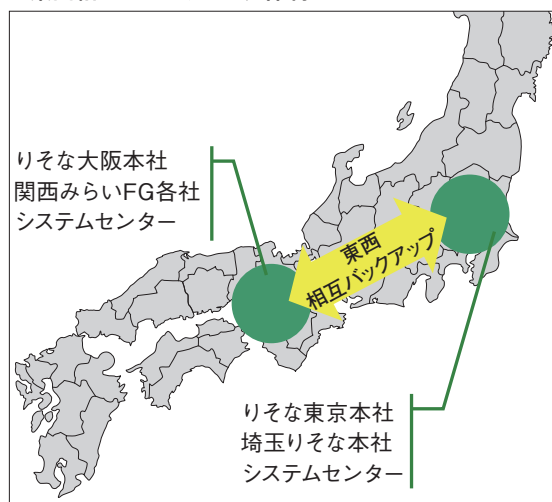 りそな大阪本社
関西みらいFG各社
システムセンター
東西
相互バックアップ
りそな東京本社
埼玉りそな本社
システムセンター